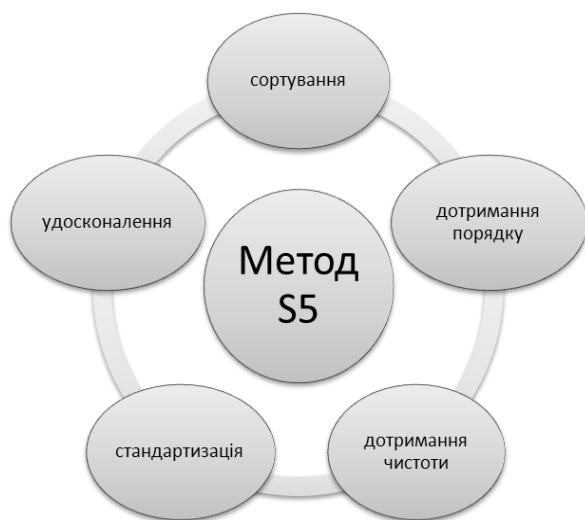 сортування
дотримання
порядку
дотримання
чистоти
стандартизація
удосконалення
Метод
S5